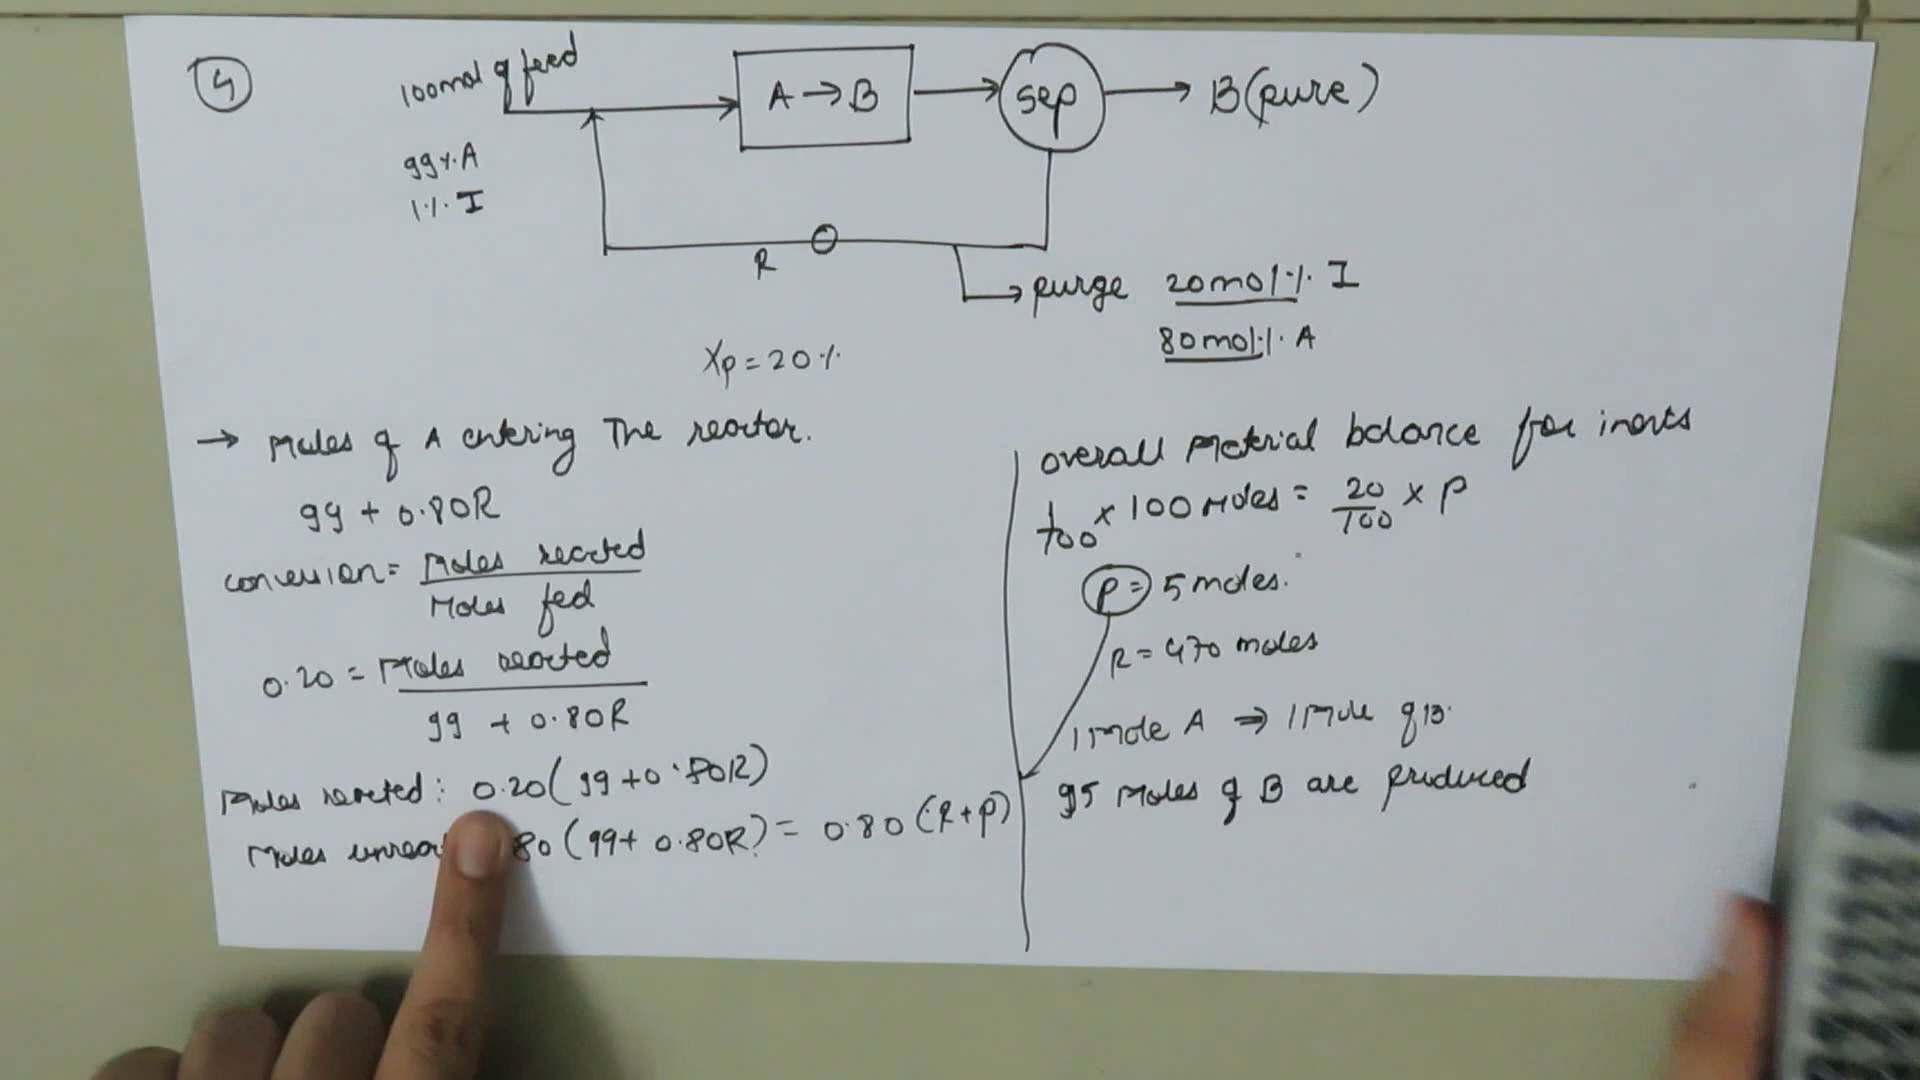 4
100mol of feed
99% A
1% I
A → B
Sep
B(pure)
R
purge 20mol% I
80mol% A
Xp = 20%
→ Moles of A entering The reactor.
99 + 0.80R
conversion = Moles reacted
Moles fed
0.20 = Moles reacted
99 + 0.80R
Moles reacted: 0.20(99+0.80R)
Moles 80(99+ 0.80R) = 0.80(R+P)
overall Material balance for inerts
1/100 × 100 Moles = 20/100 × P
P = 5 moles.
R = 470 moles
1 Mole A ⇒ 1 Mole of B.
95 Moles of B are produced